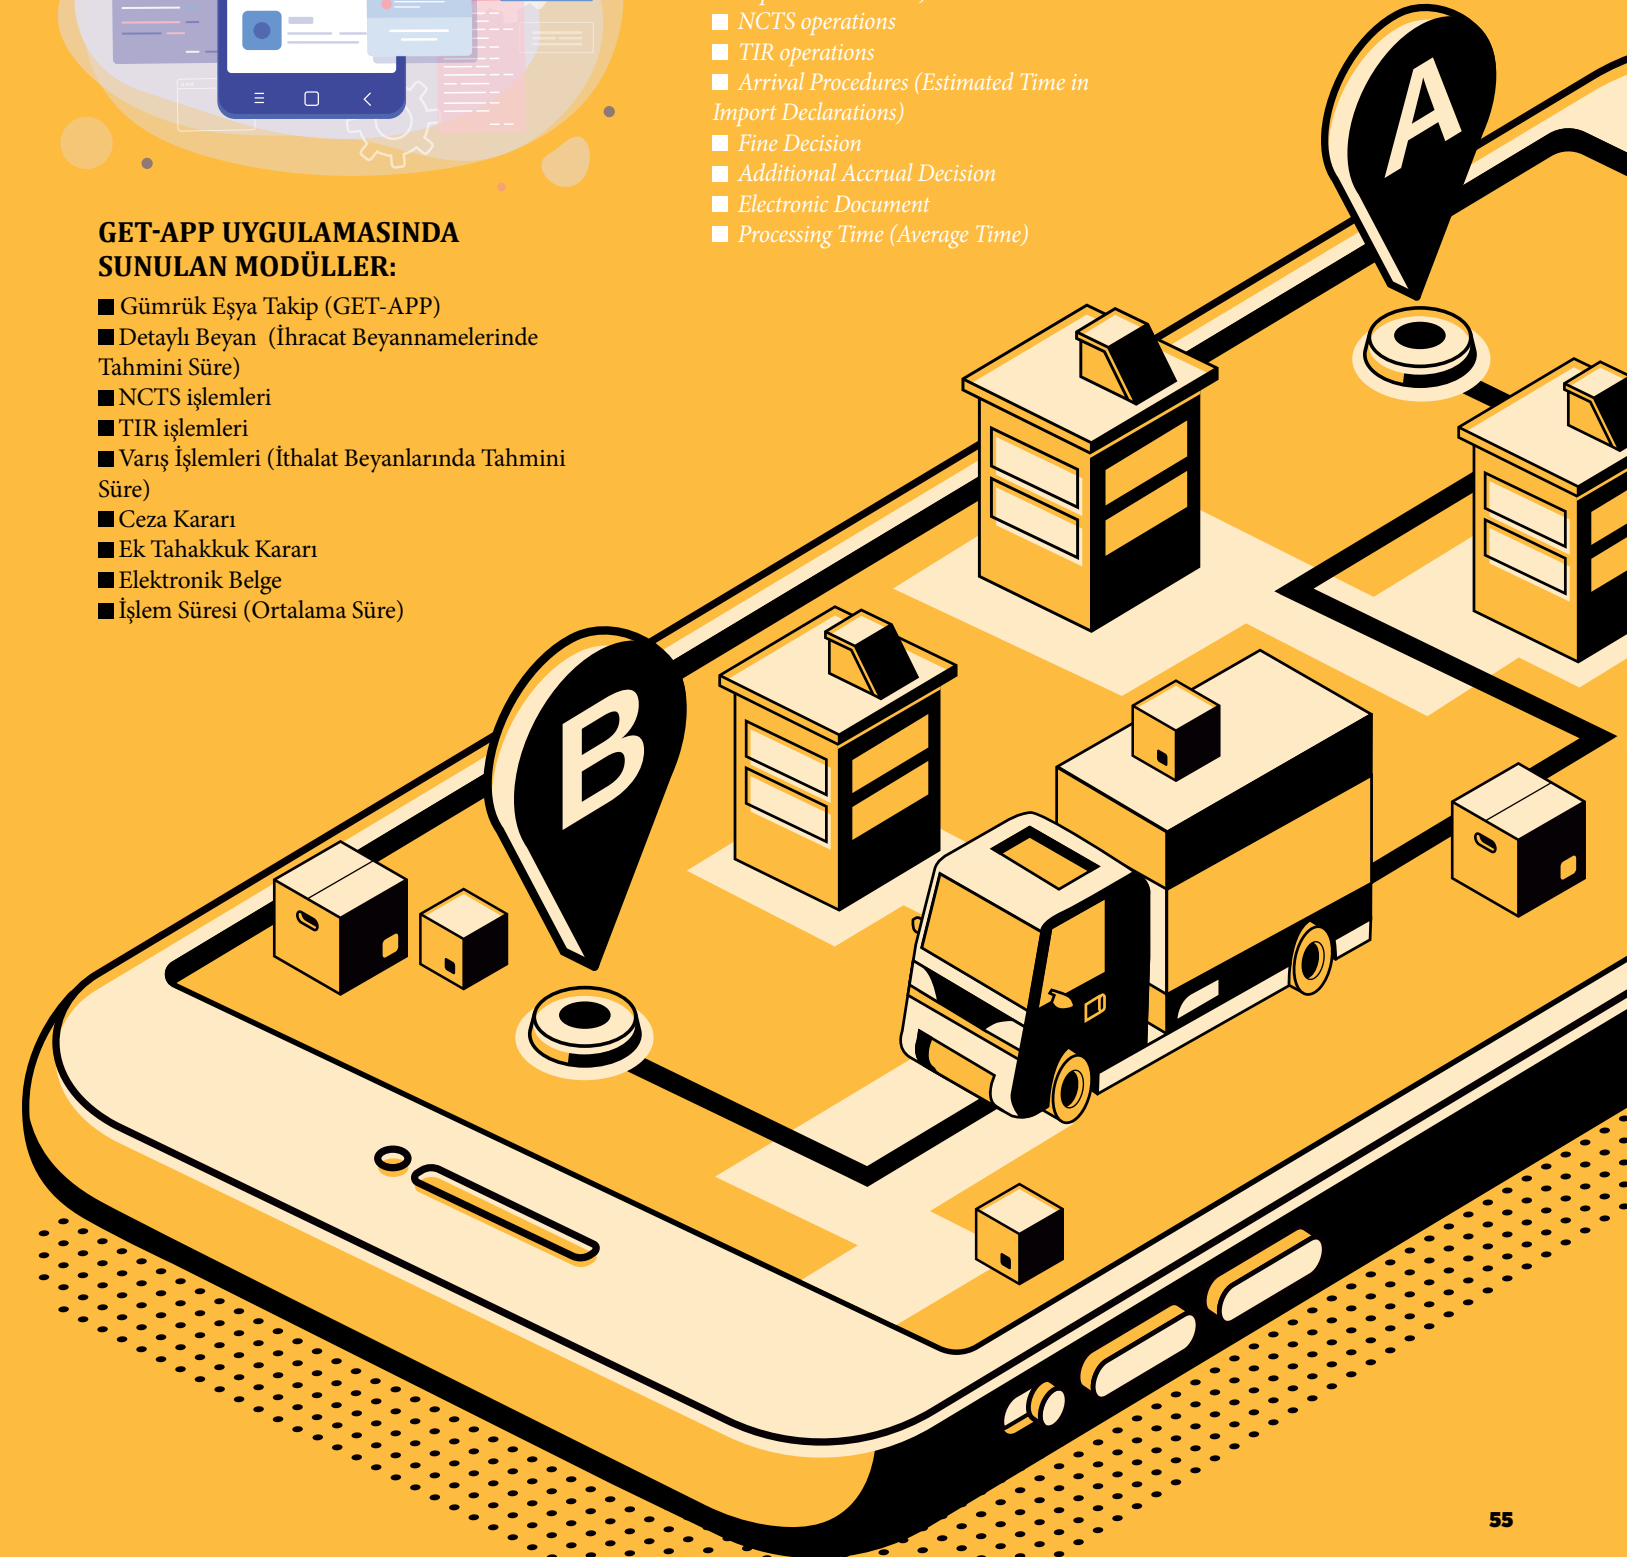 GET-APP UYGULAMASINDA
SUNULAN MODÜLLER:
■ Gümrük Eşya Takip (GET-APP)
■ Detaylı Beyan (İhracat Beyannamelerinde
Tahmini Süre)
■ NCTS işlemleri
■ TIR işlemleri
■ Varış İşlemleri (İthalat Beyanlarında Tahmini
Süre)
■ Ceza Kararı
■ Ek Tahakkuk Kararı
■ Elektronik Belge
■ İşlem Süresi (Ortalama Süre)
■ NCTS operations
■ TIR operations
■ Arrival Procedures (Estimated Time in
Import Declarations)
■ Fine Decision
■ Additional Accrual Decision
■ Electronic Document
■ Processing Time (Average Time)
A
B
55